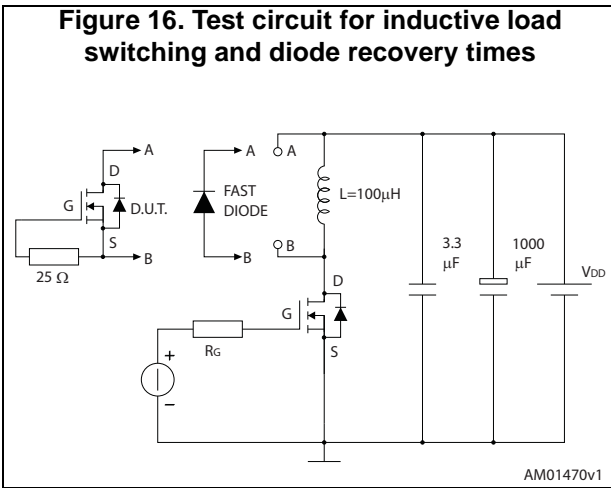 Figure 16. Test circuit for inductive load
switching and diode recovery times
A
D
G
D.U.T.
S
B
25 Ω
A
FAST
DIODE
B
A
L=100μH
B
D
G
S
RG
+
–
3.3
μF
1000
μF
VDD
AM01470v1